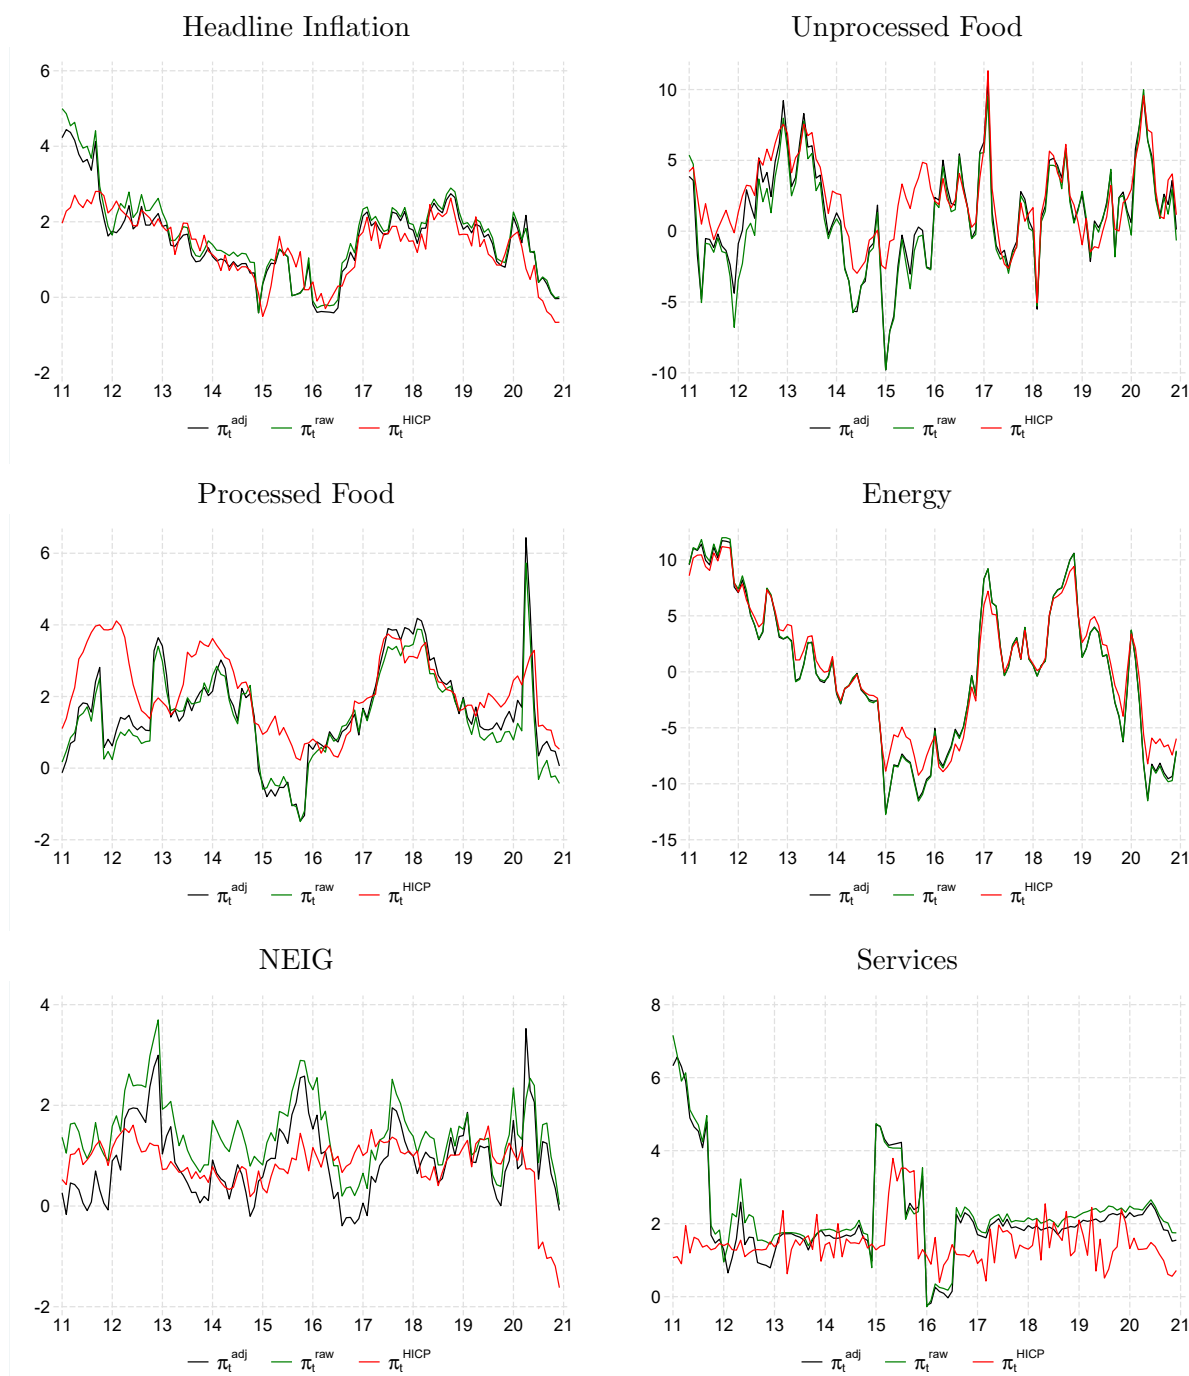 Headline Inflation
6
4
2
0
-2
11 12 13 14 15 16 17 18 19 20 21
π_t^adj π_t^raw π_t^HICP
Unprocessed Food
10
5
0
-5
-10
11 12 13 14 15 16 17 18 19 20 21
π_t^adj π_t^raw π_t^HICP
Processed Food
6
4
2
0
-2
11 12 13 14 15 16 17 18 19 20 21
π_t^adj π_t^raw π_t^HICP
Energy
10
5
0
-5
-10
-15
11 12 13 14 15 16 17 18 19 20 21
π_t^adj π_t^raw π_t^HICP
NEIG
4
2
0
-2
11 12 13 14 15 16 17 18 19 20 21
π_t^adj π_t^raw π_t^HICP
Services
8
6
4
2
0
11 12 13 14 15 16 17 18 19 20 21
π_t^adj π_t^raw π_t^HICP